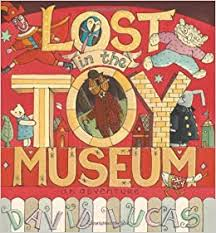 LOST
in the
TOY
MUSEUM
an adventure
DAVID LUCAS